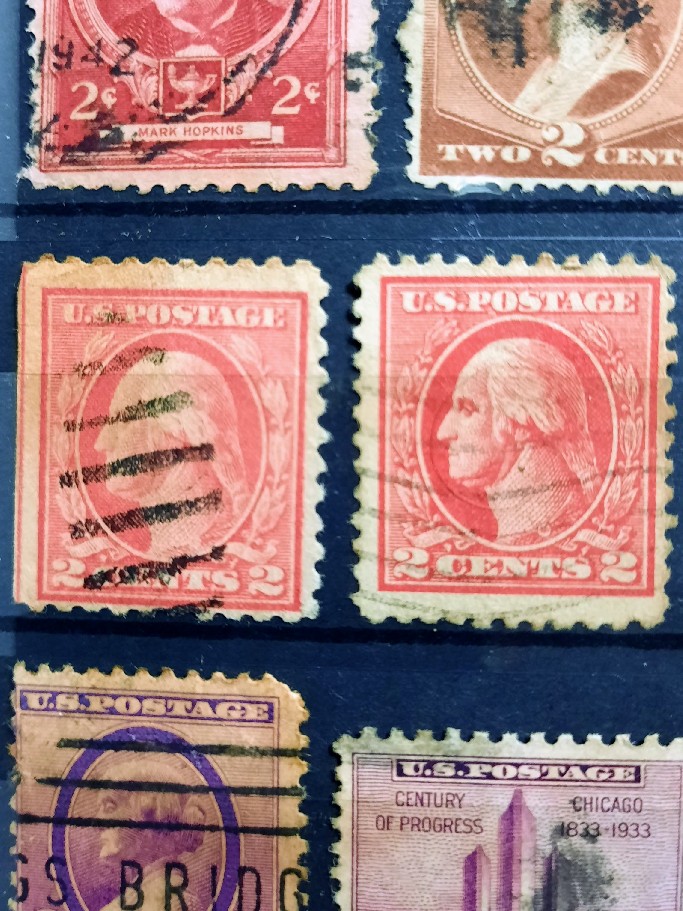 1942
2¢ 2¢
MARK HOPKINS
TWO 2 CENT
U.S. POSTAGE
2 CENTS 2
U.S. POSTAGE
2 CENTS 2
U.S. POSTAGE
GS BRIDG
U.S. POSTAGE
CENTURY OF PROGRESS
CHICAGO 1833-1933